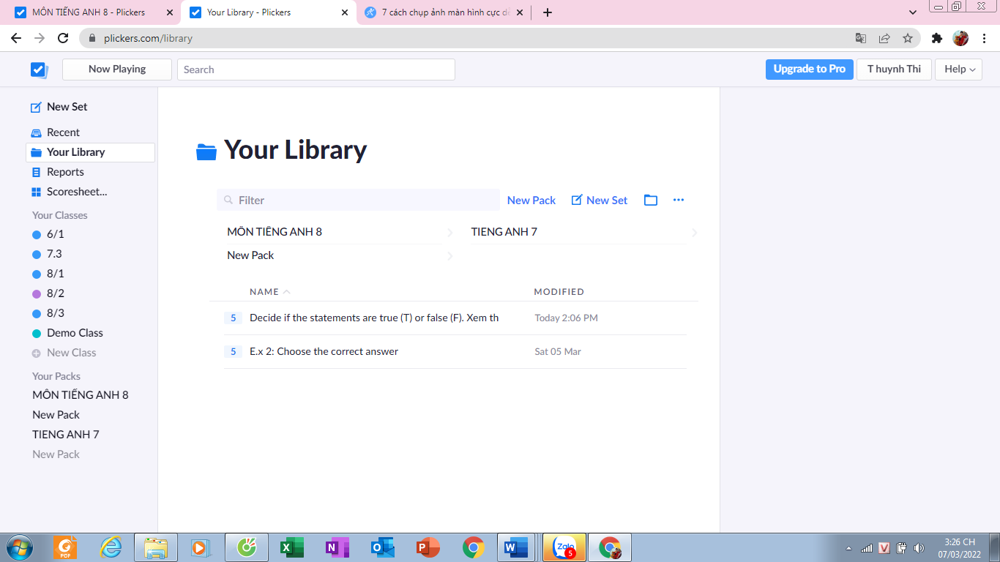 MÔN TIẾNG ANH 8 - Plickers
Your Library - Plickers
7 cách chụp ảnh màn hình cực dễ
plickers.com/library
Now Playing
Search
Upgrade to Pro
T huynh Thi
Help
New Set
Recent
Your Library
Reports
Scoresheet...
Your Classes
6/1
7.3
8/1
8/2
8/3
Demo Class
New Class
Your Packs
MÔN TIẾNG ANH 8
New Pack
TIENG ANH 7
New Pack
Your Library
Filter
New Pack
New Set
MÔN TIẾNG ANH 8
TIENG ANH 7
New Pack
NAME
MODIFIED
5 Decide if the statements are true (T) or false (F). Xem th Today 2:06 PM
5 E.x 2: Choose the correct answer Sat 05 Mar
PDF
Zalo
5
3:26 CH
07/03/2022